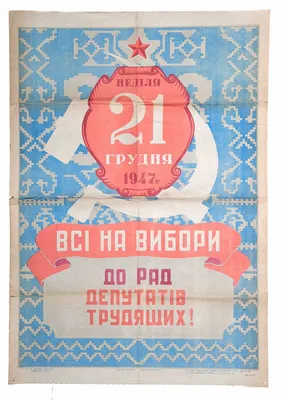 НЕДІЛЯ
21
ГРУДНЯ
1947р.
ВСІ НА ВИБОРИ
ДО РАД
ДЕПУТАТІВ
ТРУДЯЩИХ!